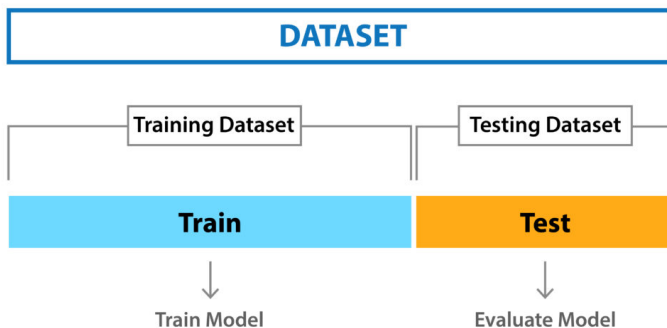 DATASET
Training Dataset
Testing Dataset
Train
Test
Train Model
Evaluate Model